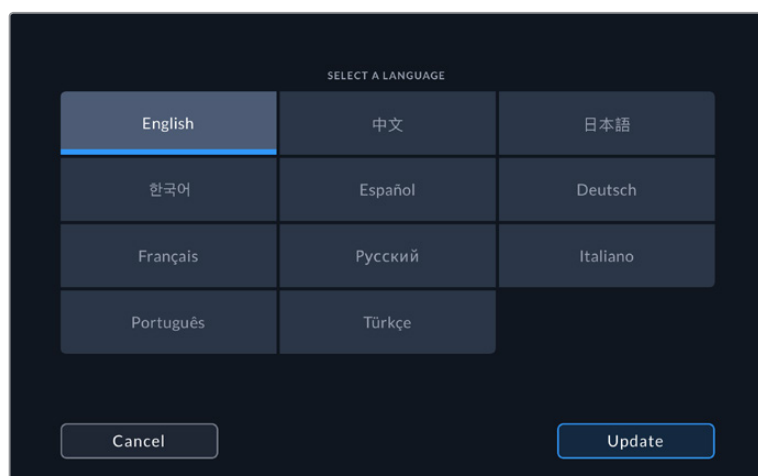 SELECT A LANGUAGE
English 中文 日本語
한국어 Español Deutsch
Français Русский Italiano
Português Türkçe
Cancel Update